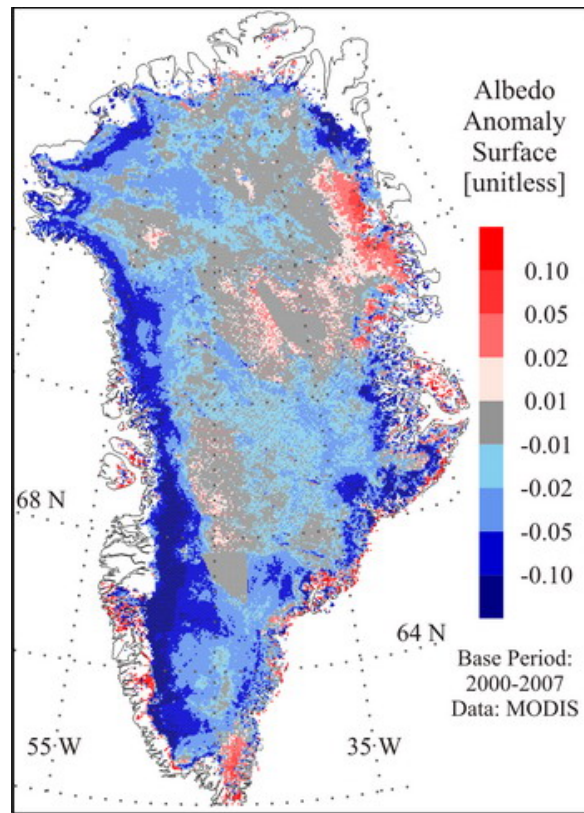 Albedo
Anomaly
Surface
[unitless]
0.10
0.05
0.02
0.01
-0.01
-0.02
-0.05
-0.10
68 N
64 N
Base Period:
2000-2007
Data: MODIS
55-W
35-W